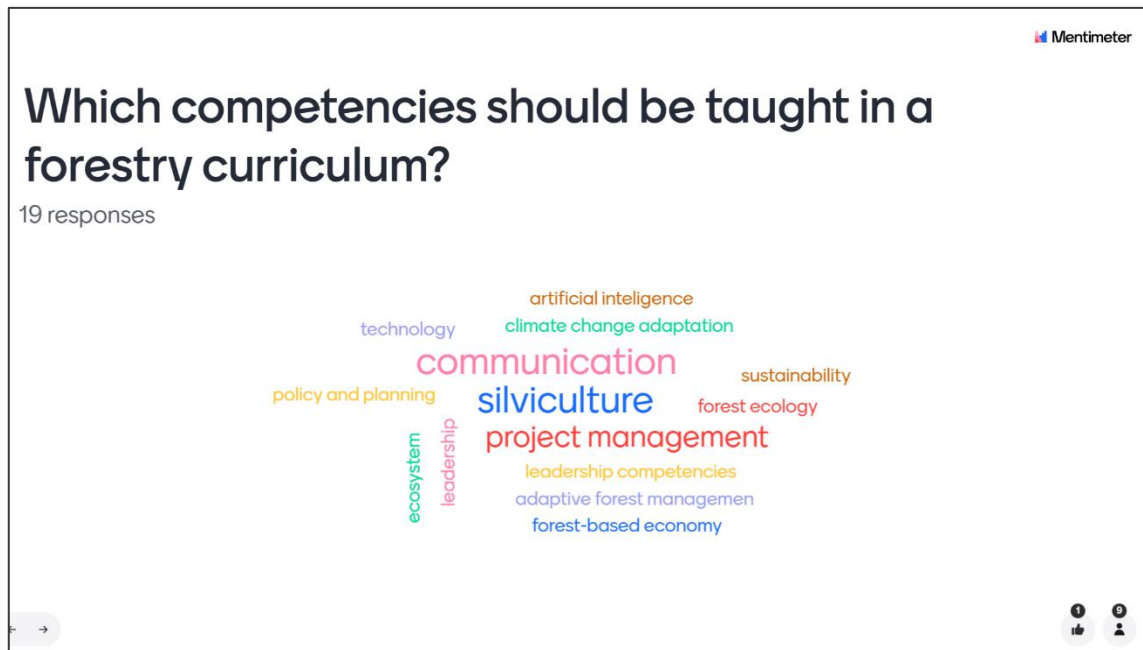 Mentimeter
Which competencies should be taught in a
forestry curriculum?
19 responses
artificial inteligence
technology
climate change adaptation
communication
sustainability
policy and planning
silviculture
forest ecology
ecosystem
leadership
project management
leadership competencies
adaptive forest managemen
forest-based economy
1
9